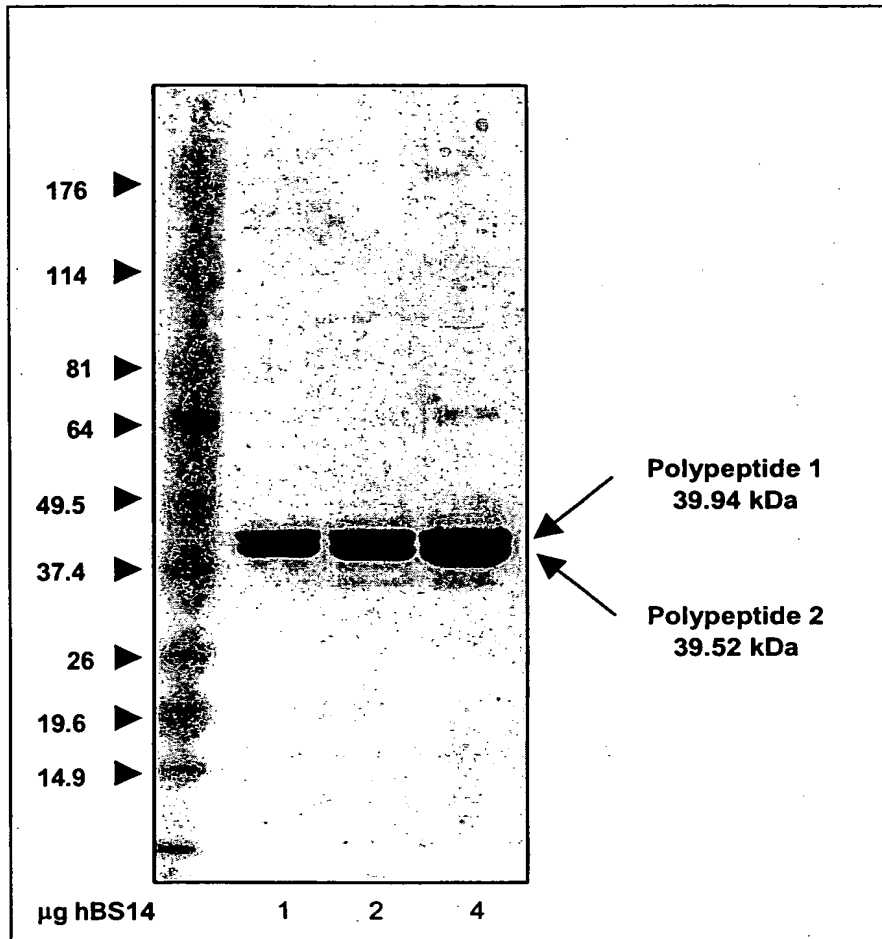 176
114
81
64
49.5
37.4
26
19.6
14.9
Polypeptide 1
39.94 kDa
Polypeptide 2
39.52 kDa
µg hBS14 1 2 4